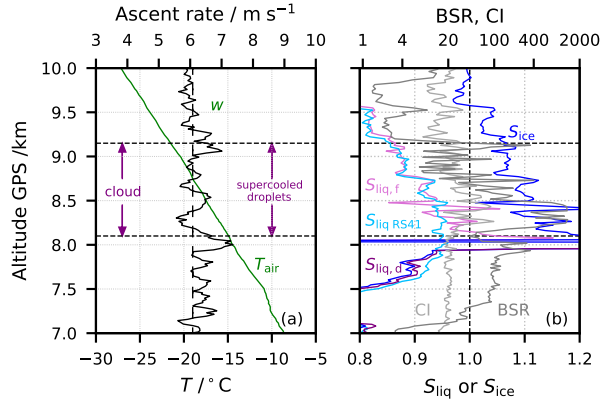 Ascent rate / m s⁻¹
BSR, CI
3 4 5 6 7 8 9 10
1 4 10 40 100 400 2000
Altitude GPS /km
10.0
9.5
9.0
8.5
8.0
7.5
7.0
w
cloud
supercooled
droplets
T_air
(a)
S_ice
S_liq, f
S_liq RS41
S_liq, d
CI
BSR
(b)
−30 −25 −20 −15 −10 −5
0.8 0.9 1.0 1.1 1.2
T / °C
S_liq or S_ice